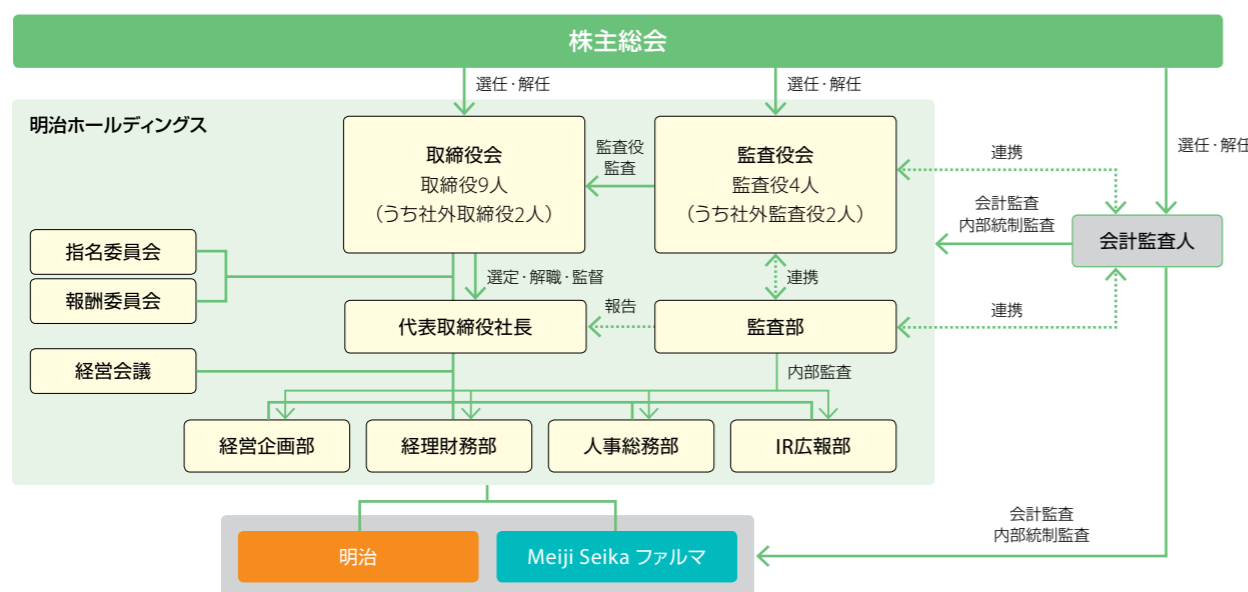 株主総会
選任・解任
選任・解任
選任・解任
明治ホールディングス
取締役会
取締役9人
（うち社外取締役2人）
監査役
監査
監査役会
監査役4人
（うち社外監査役2人）
連携
会計監査
内部統制監査
会計監査人
指名委員会
報酬委員会
選定・解職・監督
連携
代表取締役社長
報告
監査部
連携
経営会議
内部監査
経営企画部
経理財務部
人事総務部
IR広報部
会計監査
内部統制監査
明治
Meiji Seika ファルマ